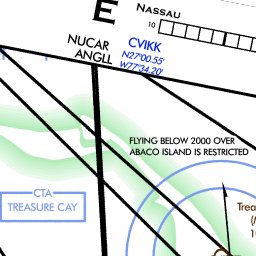 E
NASSAU
10
NUCAR
ANGLL
CVIKK
N27°00.55'
W77°34.20'
FLYING BELOW 2000 OVER
ABACO ISLAND IS RESTRICTED
CTA
TREASURE CAY
Trea
(M
10